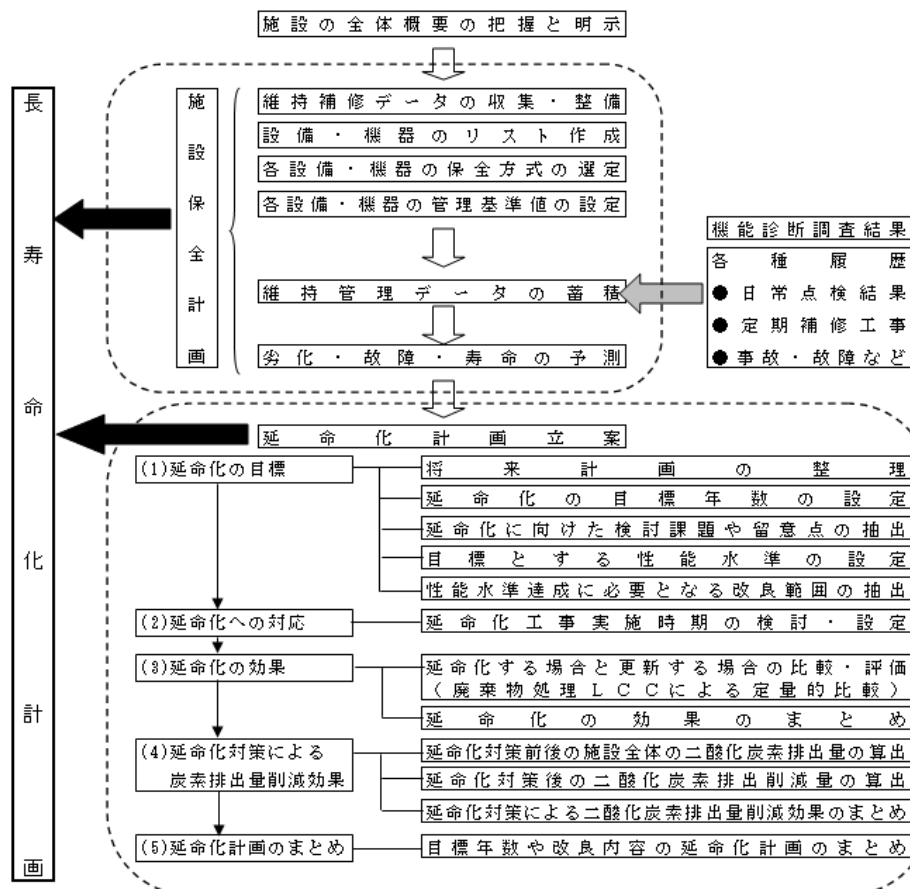 施設の全体概要の把握と明示
長寿命化計画
施設保全計画
維持補修データの収集・整備
設備・機器のリスト作成
各設備・機器の保全方式の選定
各設備・機器の管理基準値の設定
機能診断調査結果
各種履歴
●日常点検結果
●定期補修工事
●事故・故障など
維持管理データの蓄積
劣化・故障・寿命の予測
延命化計画立案
(1)延命化の目標
将来計画の整理
延命化の目標年数の設定
延命化に向けた検討課題や留意点の抽出
目標とする性能水準の設定
性能水準達成に必要となる改良範囲の抽出
(2)延命化への対応
延命化工事実施時期の検討・設定
(3)延命化の効果
延命化する場合と更新する場合の比較・評価
(廃棄物処理LCCによる定量的比較)
延命化の効果のまとめ
(4)延命化対策による
炭素排出量削減効果
延命化対策前後の施設全体の二酸化炭素排出量の算出
延命化対策後の二酸化炭素排出削減量の算出
延命化対策による二酸化炭素排出量削減効果のまとめ
(5)延命化計画のまとめ
目標年数や改良内容の延命化計画のまとめ